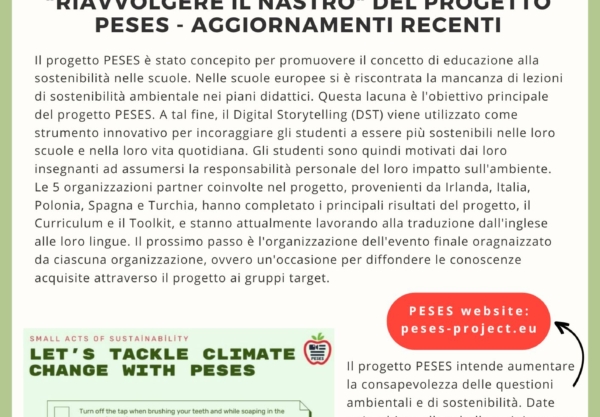 "RIAVVOLGERE IL NASTRO" DEL PROGETTO
PESES - AGGIORNAMENTI RECENTI
Il progetto PESES è stato concepito per promuovere il concetto di educazione alla
sostenibilità nelle scuole. Nelle scuole europee si è riscontrata la mancanza di lezioni
di sostenibilità ambientale nei piani didattici. Questa lacuna è l'obiettivo principale
del progetto PESES. A tal fine, il Digital Storytelling (DST) viene utilizzato come
strumento innovativo per incoraggiare gli studenti a essere più sostenibili nelle loro
scuole e nella loro vita quotidiana. Gli studenti sono quindi motivati dai loro
insegnanti ad assumersi la responsabilità personale del loro impatto sull'ambiente.
Le 5 organizzazioni partner coinvolte nel progetto, provenienti da Irlanda, Italia,
Polonia, Spagna e Turchia, hanno completato i principali risultati del progetto, il
Curriculum e il Toolkit, e stanno attualmente lavorando alla traduzione dall'inglese
alle loro lingue. Il prossimo passo è l'organizzazione dell'evento finale oragnaizzato
da ciascuna organizzazione, ovvero un'occasione per diffondere le conoscenze
acquisite attraverso il progetto ai gruppi target.
PESES website:
peses-project.eu
SMALL ACTS OF SUSTAINABILITY
LET'S TACKLE CLIMATE
CHANGE WITH PESES
PESES
Turn off the tap when brushing your teeth and while soaping in the
Il progetto PESES intende aumentare
la consapevolezza delle questioni
ambientali e di sostenibilità. Date